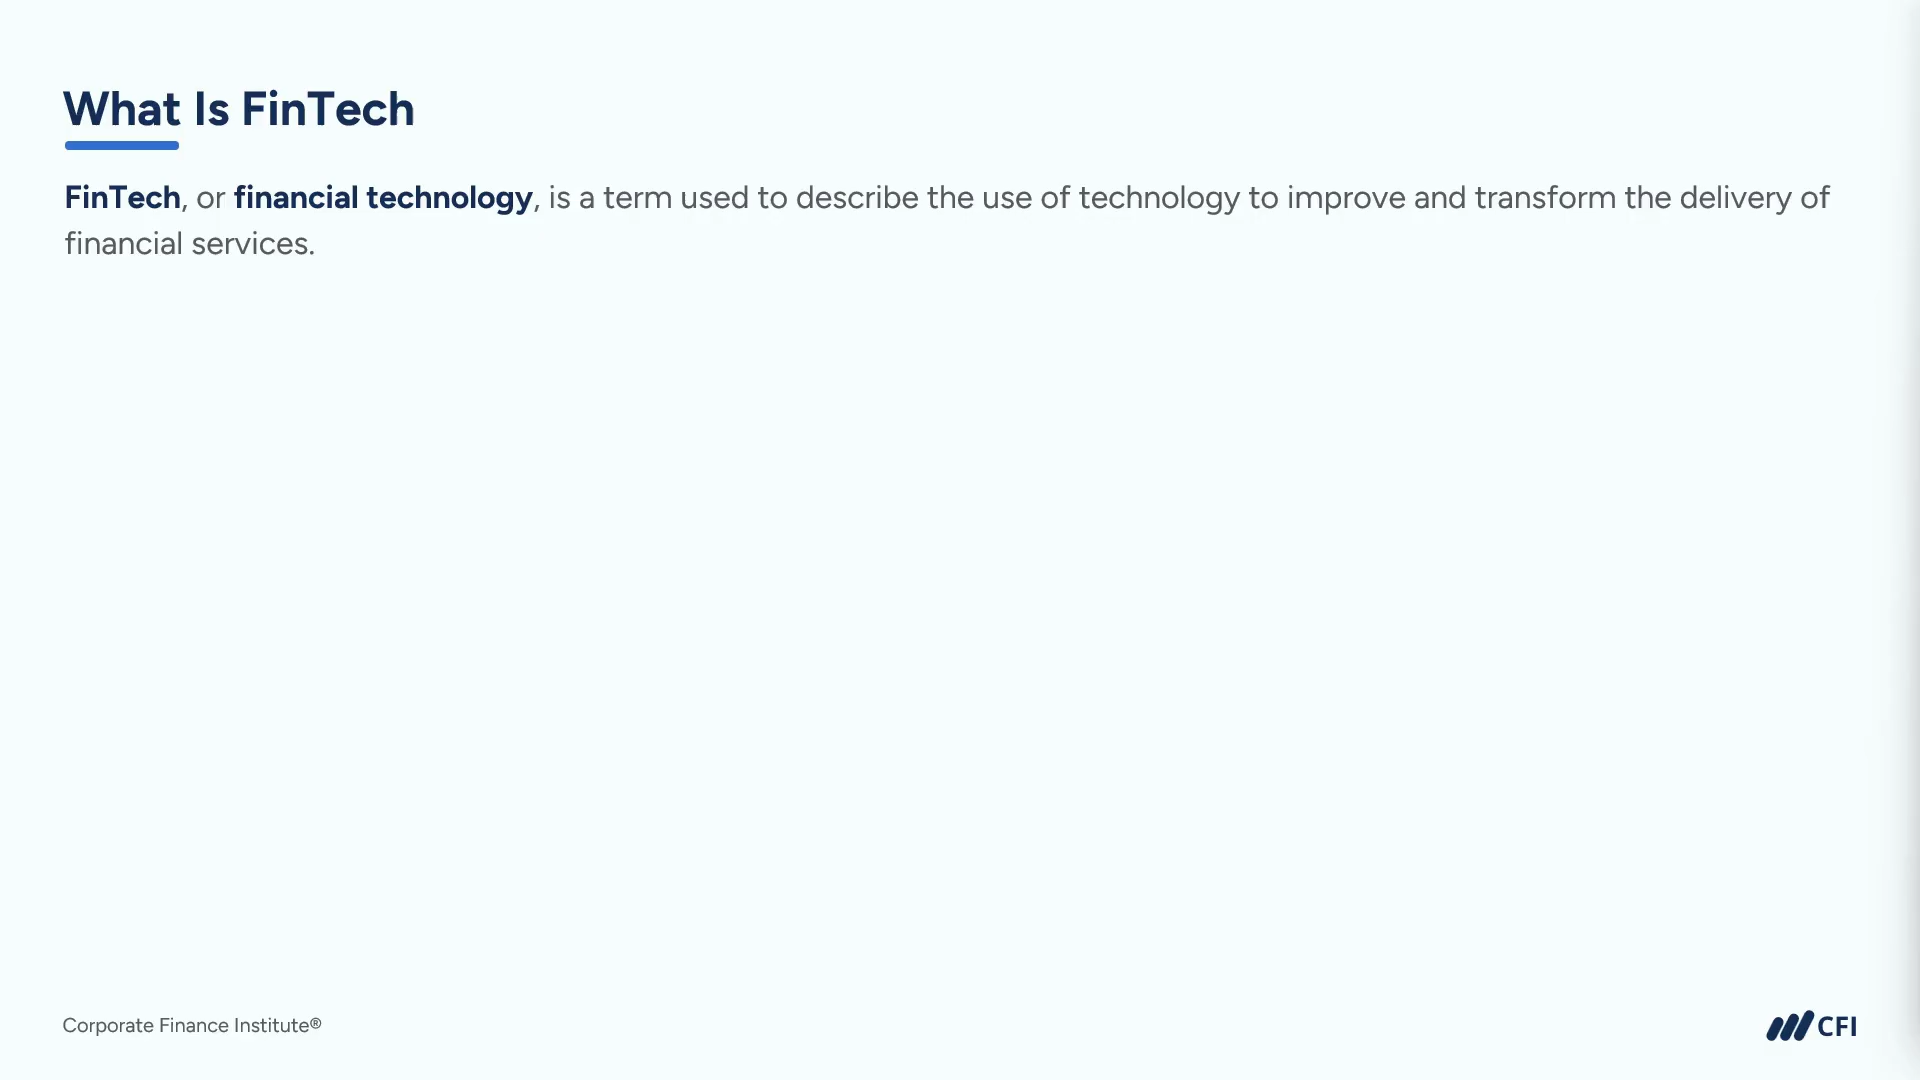 What Is FinTech
FinTech, or financial technology, is a term used to describe the use of technology to improve and transform the delivery of
financial services.
Corporate Finance Institute®
CFI